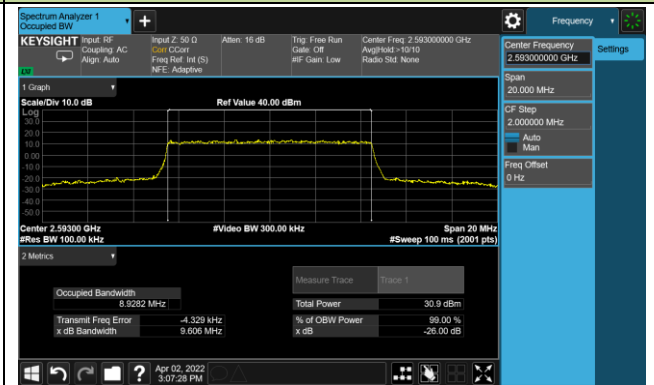 Spectrum Analyzer 1
Occupied BW
Frequency
KEYSIGHT
Input: RF
Coupling: AC
Align: Auto
Input Z: 50 Ω
Corr CCorr
Freq Ref: Int (S)
NFE: Adaptive
Atten: 16 dB
Trig: Free Run
Gate: Off
#IF Gain: Low
Center Freq: 2.593000000 GHz
Avg|Hold:>10/10
Radio Std: None
Center Frequency
2.593000000 GHz
Settings
Span
20.000 MHz
CF Step
2.000000 MHz
Auto
Man
Freq Offset
0 Hz
1 Graph
Scale/Div 10.0 dB
Ref Value 40.00 dBm
Log
30.0
20.0
10.0
0.00
-10.0
-20.0
-30.0
-40.0
-50.0
Center 2.59300 GHz
#Video BW 300.00 kHz
Span 20 MHz
#Res BW 100.00 kHz
#Sweep 100 ms (2001 pts)
2 Metrics
Measure Trace
Trace 1
Occupied Bandwidth
8.9282 MHz
Total Power
30.9 dBm
Transmit Freq Error
-4.329 kHz
% of OBW Power
99.00 %
x dB Bandwidth
9.606 MHz
x dB
-26.00 dB
Apr 02, 2022
3:07:28 PM